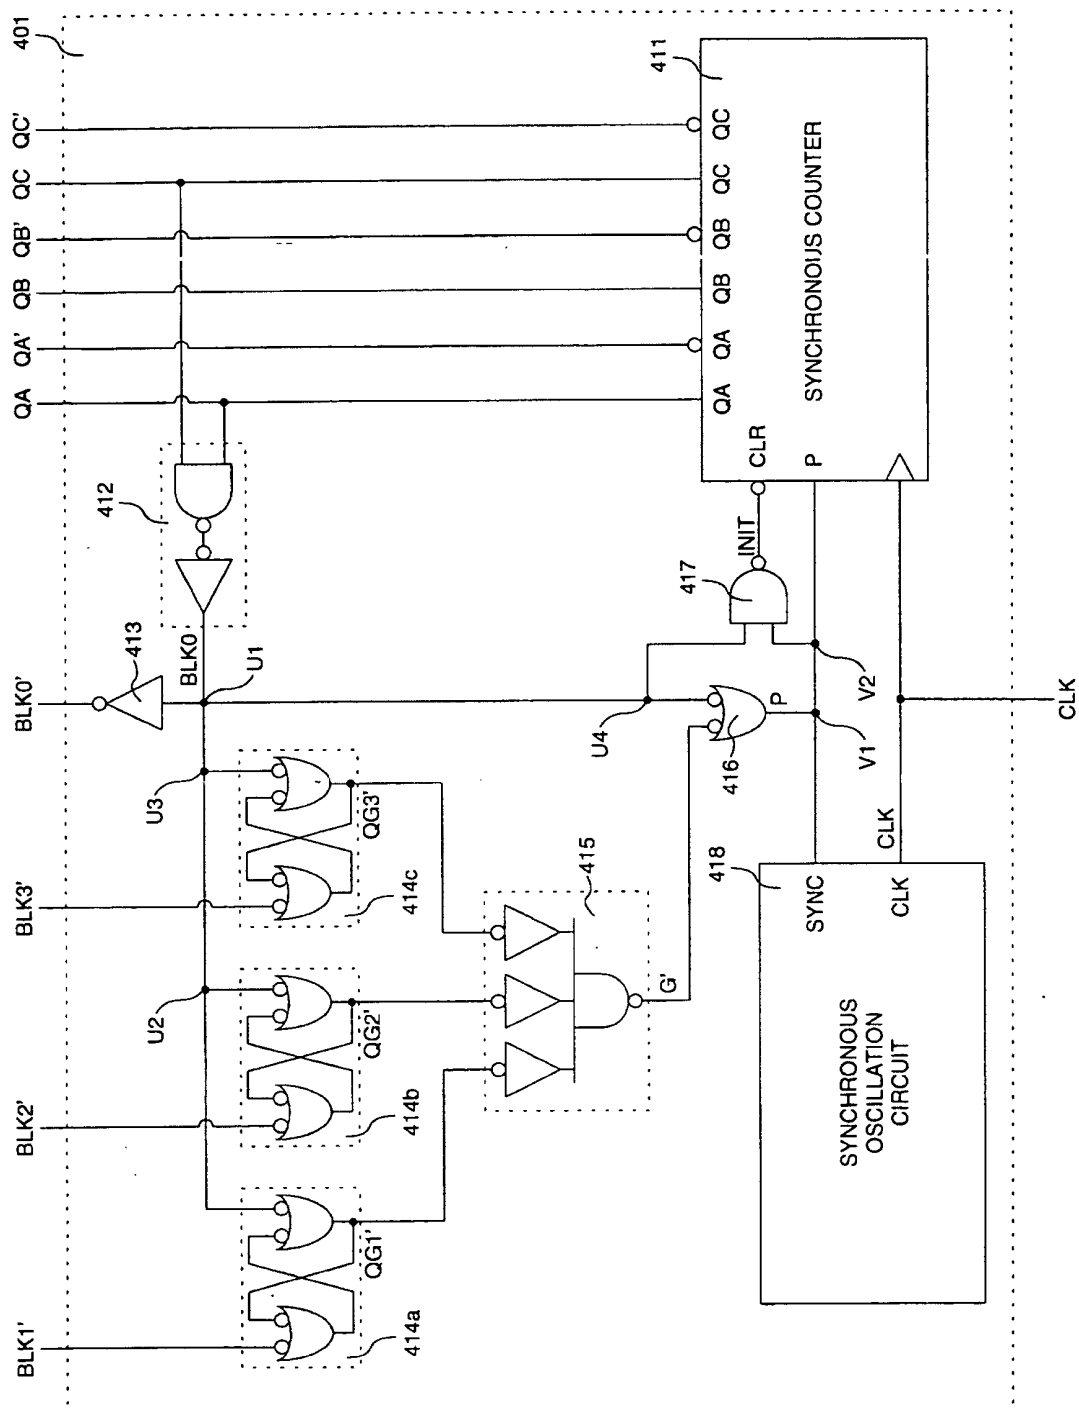 401
QC'
QC
QB'
QB
QA'
QA
BLK0'
BLK3'
BLK2'
BLK1'
411
QC
QC
QB
QB
QA
QA
SYNCHRONOUS COUNTER
CLR
P
412
413
BLK0
U1
U3
U2
INIT
417
U4
416
P
V2
V1
QG3'
414c
QG2'
414b
QG1'
414a
415
G'
418
CLK
SYNC
CLK
SYNCHRONOUS
OSCILLATION
CIRCUIT
CLK